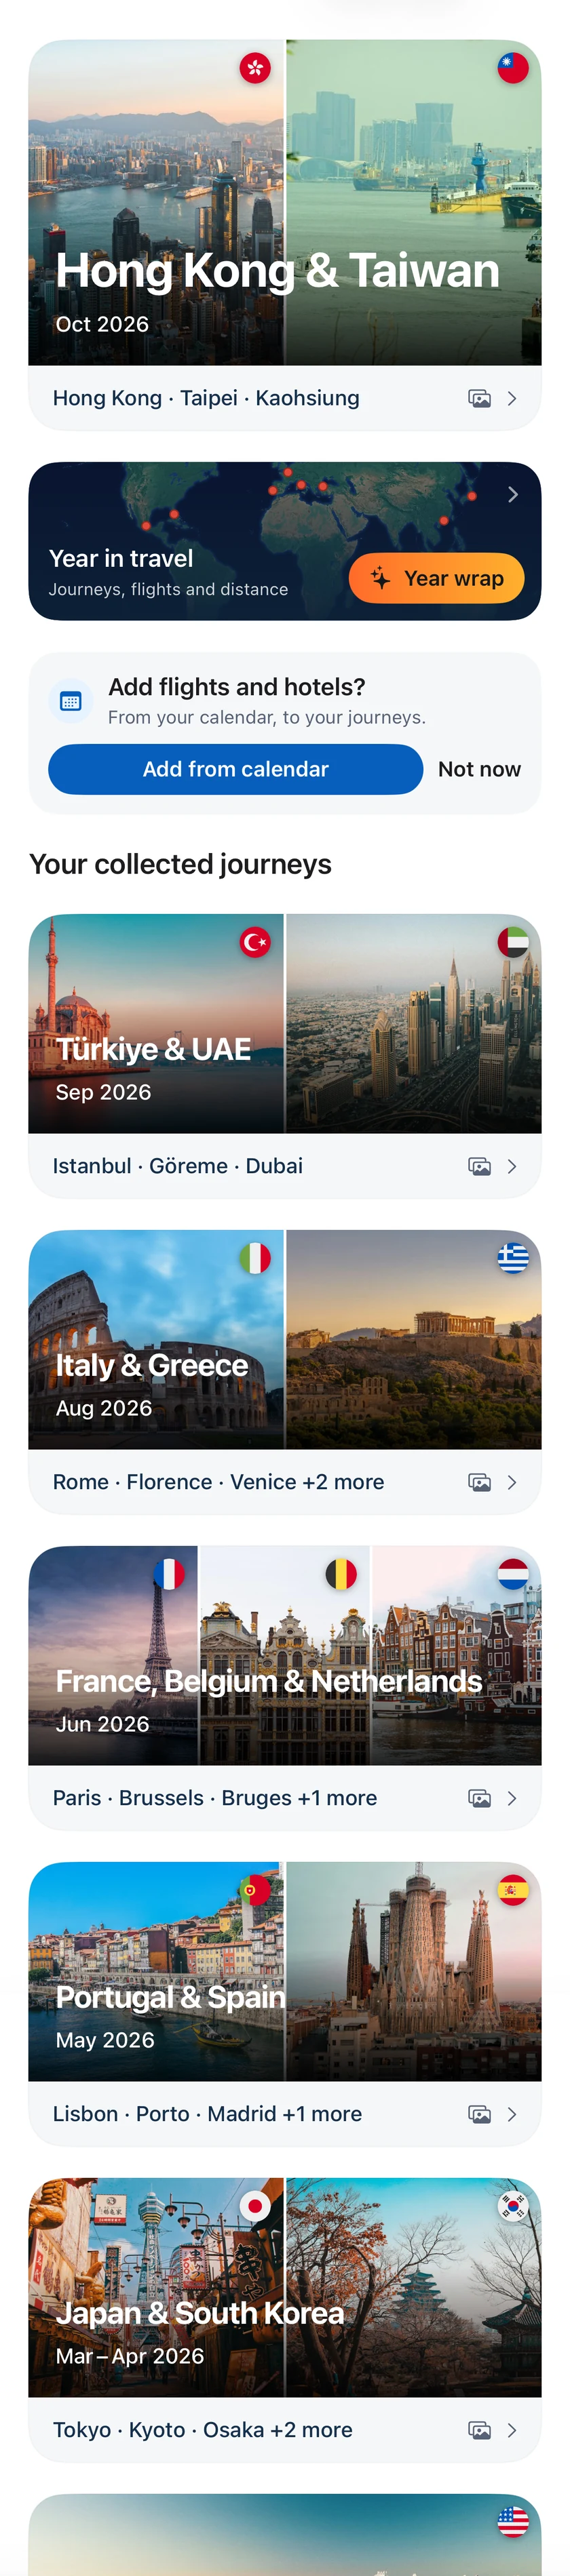 Hong Kong & Taiwan
Oct 2026
Hong Kong · Taipei · Kaohsiung
Year in travel
Journeys, flights and distance
Year wrap
Add flights and hotels?
From your calendar, to your journeys.
Add from calendar
Not now
Your collected journeys
Türkiye & UAE
Sep 2026
Istanbul · Göreme · Dubai
Italy & Greece
Aug 2026
Rome · Florence · Venice +2 more
France, Belgium & Netherlands
Jun 2026
Paris · Brussels · Bruges +1 more
Portugal & Spain
May 2026
Lisbon · Porto · Madrid +1 more
Japan & South Korea
Mar – Apr 2026
Tokyo · Kyoto · Osaka +2 more